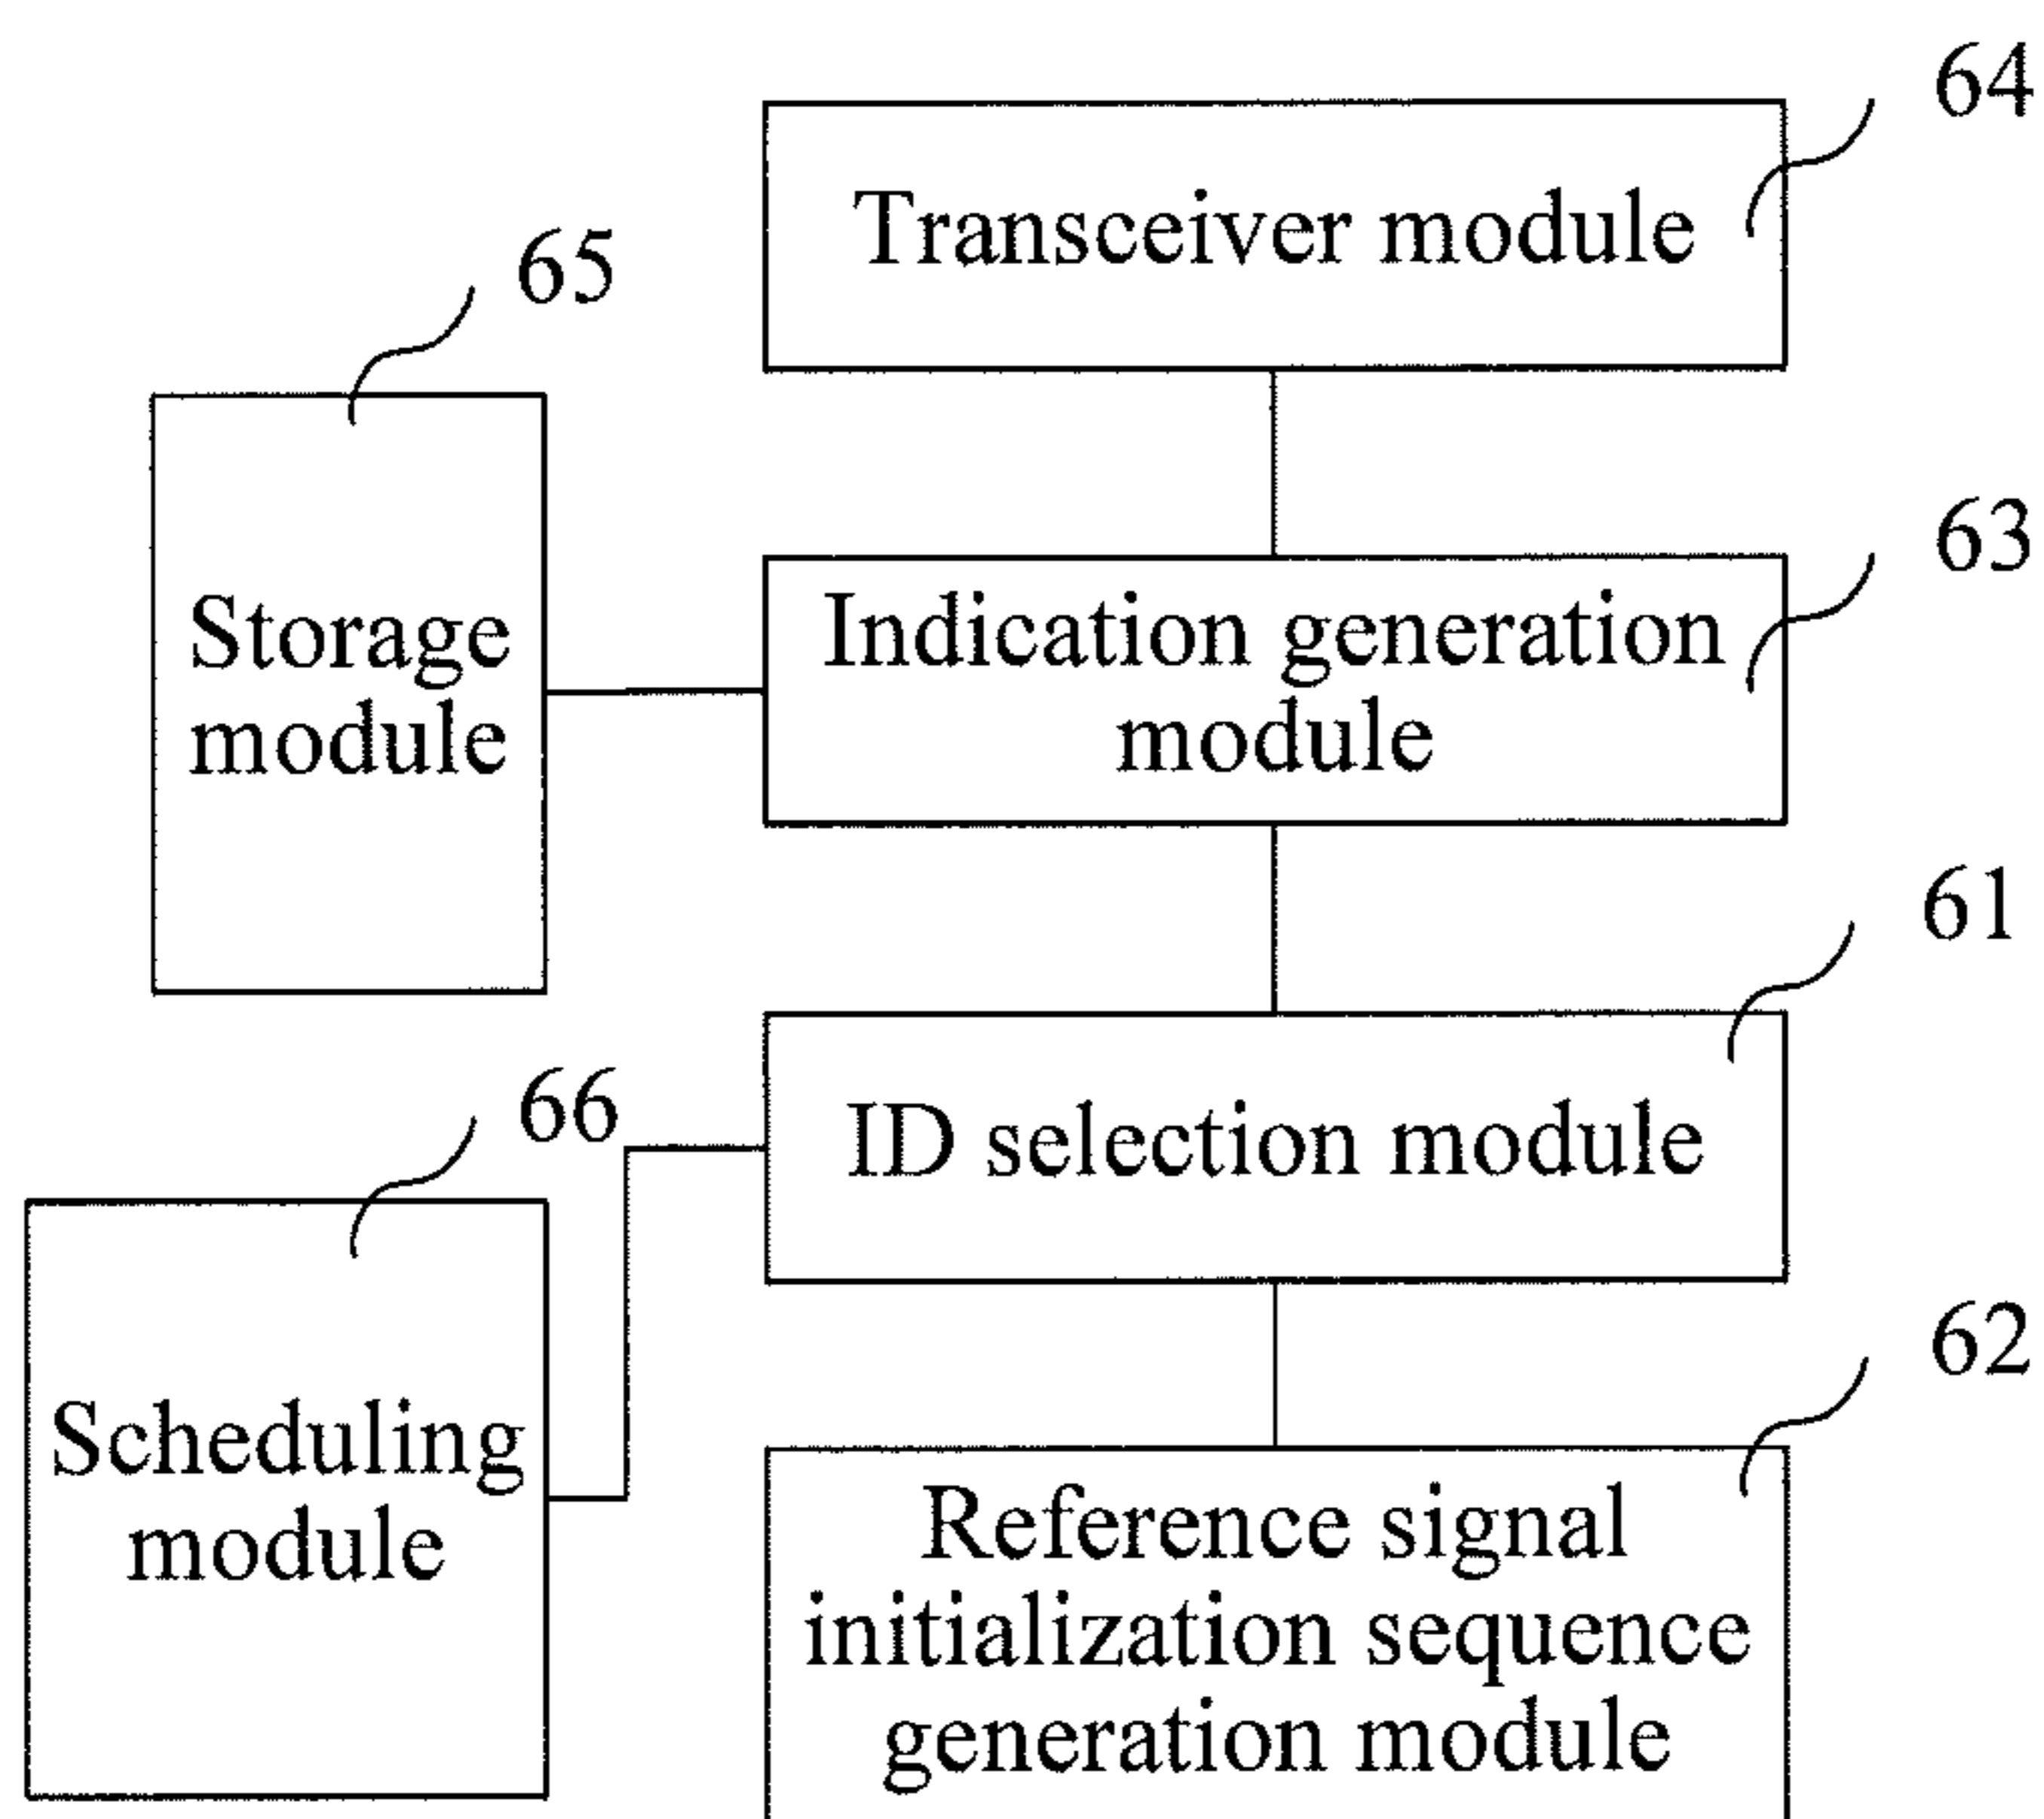 64
Transceiver module
65
63
Storage
module
Indication generation
module
61
66
ID selection module
62
Scheduling
module
Reference signal
initialization sequence
generation module